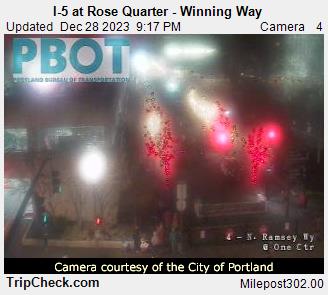 I-5 at Rose Quarter - Winning Way
Updated Dec 28 2023 9:17 PM Camera 4
PBOT
PORTLAND BUREAU OF TRANSPORTATION
4 - N. Ramsey Wy
@ One Ctr
Camera courtesy of the City of Portland
TripCheck.com Milepost302.00